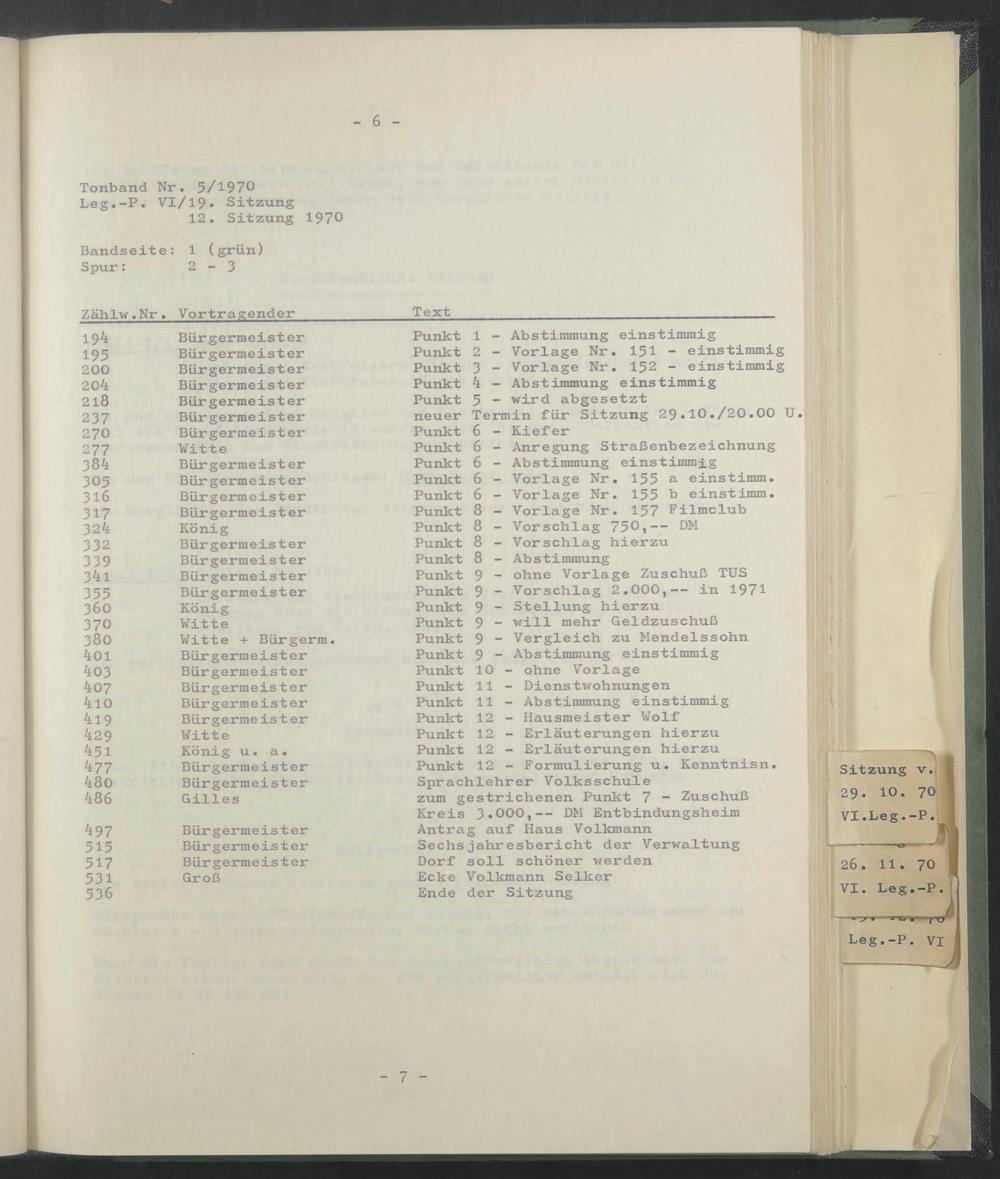 - 6 -
Tonband Nr. 5/1970
Leg.-P. VI/19. Sitzung
12. Sitzung 1970
Bandseite: 1 (grün)
Spur: 2 - 3
Zählw.Nr. Vortragender Text
194 Bürgermeister Punkt 1 - Abstimmung einstimmig
195 Bürgermeister Punkt 2 - Vorlage Nr. 151 - einstimmig
200 Bürgermeister Punkt 3 - Vorlage Nr. 152 - einstimmig
204 Bürgermeister Punkt 4 - Abstimmung einstimmig
218 Bürgermeister Punkt 5 - wird abgesetzt
237 Bürgermeister neuer Termin für Sitzung 29.10./20.00 U.
270 Bürgermeister Punkt 6 - Kiefer
277 Witte Punkt 6 - Anregung Straßenbezeichnung
384 Bürgermeister Punkt 6 - Abstimmung einstimmig
305 Bürgermeister Punkt 6 - Vorlage Nr. 155 a einstimm.
316 Bürgermeister Punkt 6 - Vorlage Nr. 155 b einstimm.
317 Bürgermeister Punkt 8 - Vorlage Nr. 157 Filmclub
324 König Punkt 8 - Vorschlag 750,-- DM
332 Bürgermeister Punkt 8 - Vorschlag hierzu
339 Bürgermeister Punkt 8 - Abstimmung
341 Bürgermeister Punkt 9 - ohne Vorlage Zuschuß TUS
355 Bürgermeister Punkt 9 - Vorschlag 2.000,-- in 1971
360 König Punkt 9 - Stellung hierzu
370 Witte Punkt 9 - will mehr Geldzuschuß
380 Witte + Bürgerm. Punkt 9 - Vergleich zu Mendelssohn
401 Bürgermeister Punkt 9 - Abstimmung einstimmig
403 Bürgermeister Punkt 10 - ohne Vorlage
407 Bürgermeister Punkt 11 - Dienstwohnungen
410 Bürgermeister Punkt 11 - Abstimmung einstimmig
419 Bürgermeister Punkt 12 - Hausmeister Wolf
429 Witte Punkt 12 - Erläuterungen hierzu
451 König u. a. Punkt 12 - Erläuterungen hierzu
477 Bürgermeister Punkt 12 - Formulierung u. Kenntnisn.
480 Bürgermeister Sprachlehrer Volksschule
486 Gilles zum gestrichenen Punkt 7 - Zuschuß
Kreis 3.000,-- DM Entbindungsheim
497 Bürgermeister Antrag auf Haus Volkmann
515 Bürgermeister Sechsjahresbericht der Verwaltung
517 Bürgermeister Dorf soll schöner werden
531 Groß Ecke Volkmann Selker
536 Ende der Sitzung
- 7 -
Sitzung v.
29. 10. 70
VI.Leg.-P.
26. 11. 70
VI. Leg.-P.
Leg.-P. VI